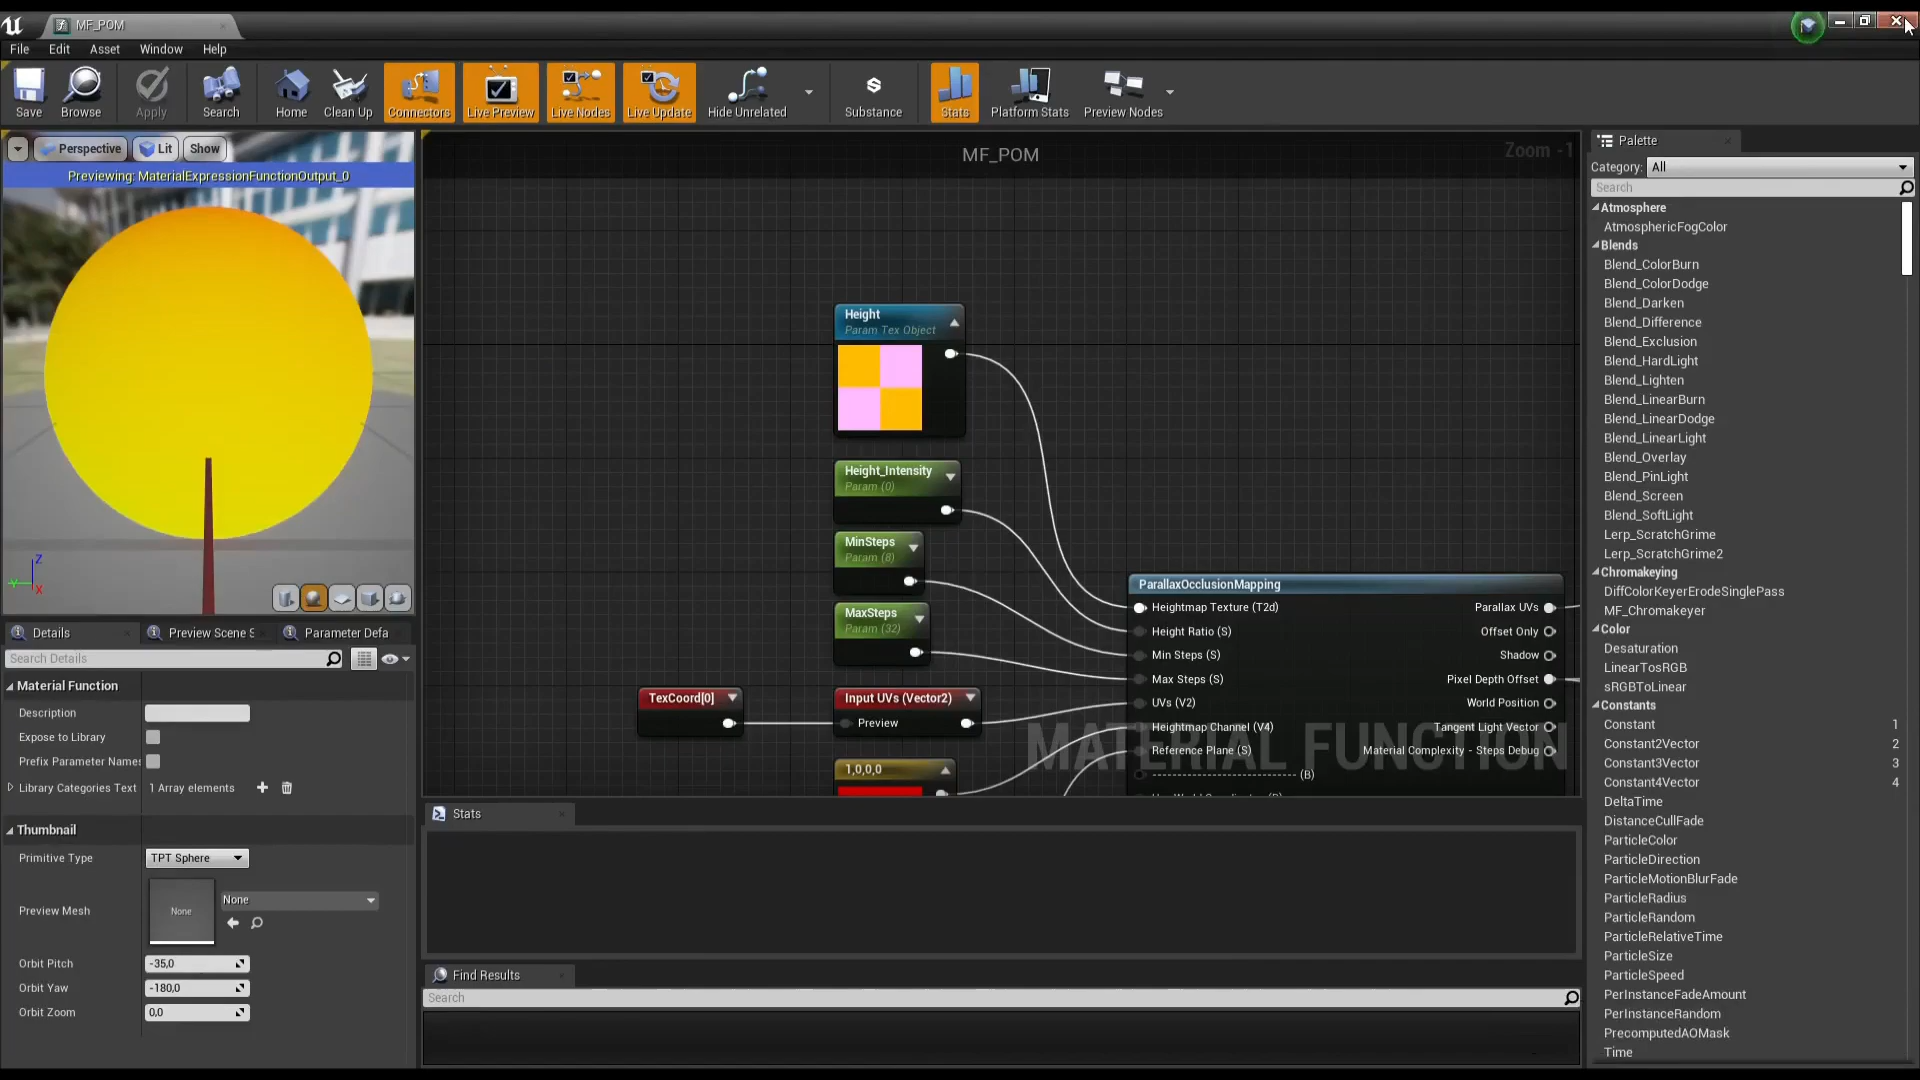 MF_POM
File Edit Asset Window Help
Save Browse Apply Search Home Clean Up Connectors Live Preview Live Nodes Live Update Hide Unrelated Substance Stats Platform Stats Preview Nodes
Perspective Lit Show
Previewing: MaterialExpressionFunctionOutput_0
Z
Y
X
MF_POM
Zoom -1
Height
Param Tex Object
Height_Intensity
Param (0)
MinSteps
Param (8)
MaxSteps
Param (32)
TexCoord[0]
Input UVs (Vector2)
Preview
1,0,0,0
ParallaxOcclusionMapping
Heightmap Texture (T2d) Parallax UVs
Height Ratio (S) Offset Only
Min Steps (S) Shadow
Max Steps (S) Pixel Depth Offset
UVs (V2) World Position
Heightmap Channel (V4) Tangent Light Vector
Reference Plane (S) Material Complexity - Steps Debug
---------------------------- (B)
MATERIAL FUNCTION
Details Preview Scene S Parameter Defa
Search Details
Material Function
Description
Expose to Library
Prefix Parameter Names
Library Categories Text 1 Array elements
Thumbnail
Primitive Type TPT Sphere
Preview Mesh None None
Orbit Pitch -35,0
Orbit Yaw -180,0
Orbit Zoom 0,0
Stats
Find Results
Search
Palette
Category: All
Search
Atmosphere
AtmosphericFogColor
Blends
Blend_ColorBurn
Blend_ColorDodge
Blend_Darken
Blend_Difference
Blend_Exclusion
Blend_HardLight
Blend_Lighten
Blend_LinearBurn
Blend_LinearDodge
Blend_LinearLight
Blend_Overlay
Blend_PinLight
Blend_Screen
Blend_SoftLight
Lerp_ScratchGrime
Lerp_ScratchGrime2
Chromakeying
DiffColorKeyerErodeSinglePass
MF_Chromakeyer
Color
Desaturation
LinearTosRGB
sRGBToLinear
Constants
Constant 1
Constant2Vector 2
Constant3Vector 3
Constant4Vector 4
DeltaTime
DistanceCullFade
ParticleColor
ParticleDirection
ParticleMotionBlurFade
ParticleRadius
ParticleRandom
ParticleRelativeTime
ParticleSize
ParticleSpeed
PerInstanceFadeAmount
PerInstanceRandom
PrecomputedAOMask
Time